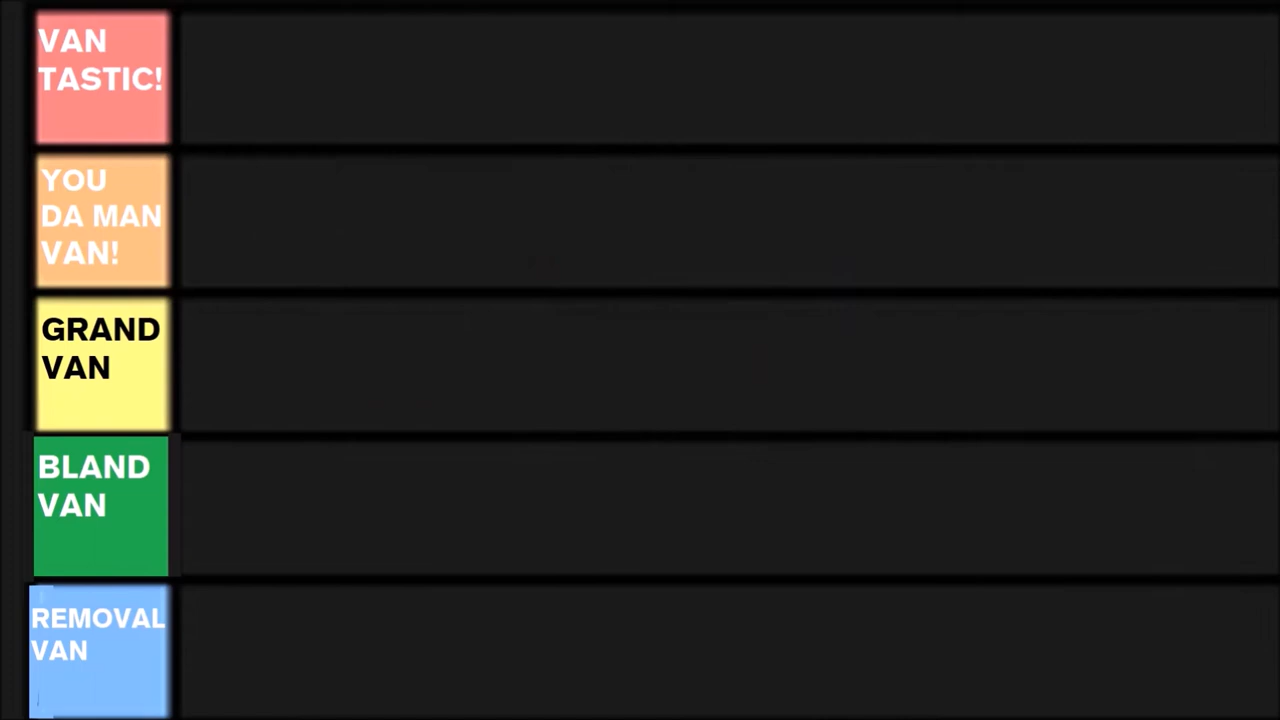 VAN
TASTIC!
YOU
DA MAN
VAN!
GRAND
VAN
BLAND
VAN
REMOVAL
VAN